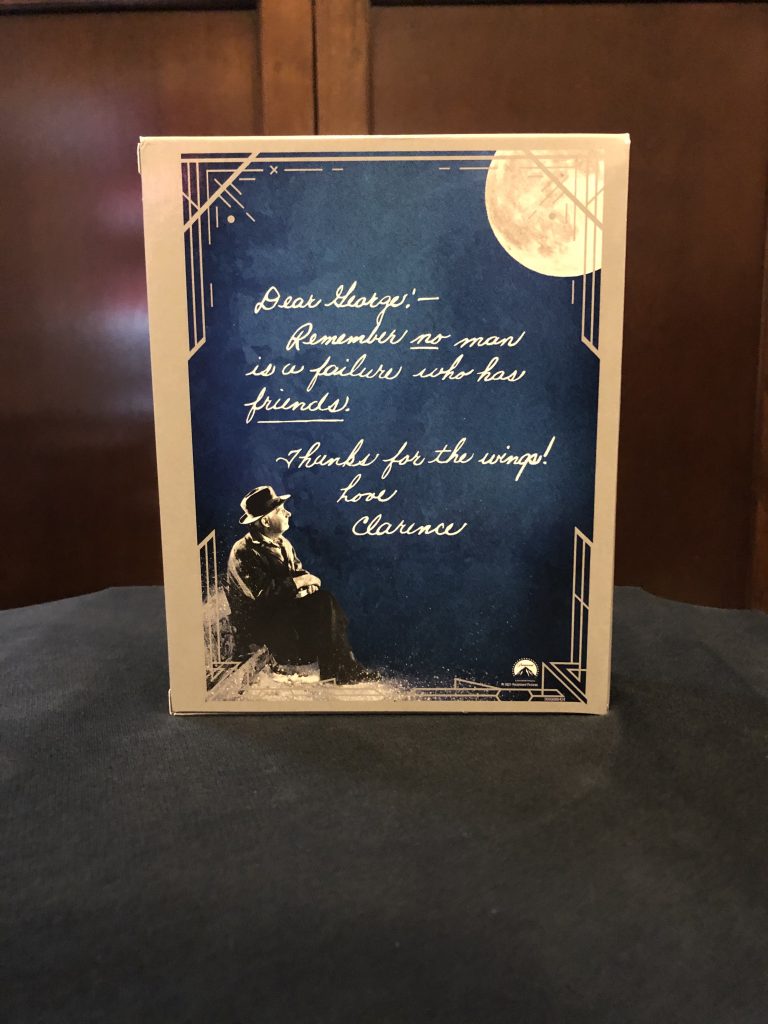 Dear George:—
Remember no man
is a failure who has
friends.
Thanks for the wings!
Love
Clarence